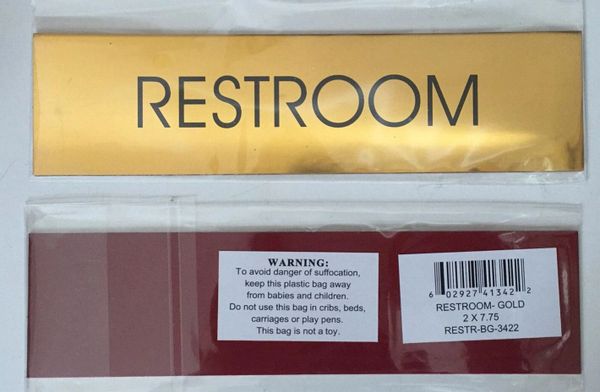 RESTROOM
WARNING:
To avoid danger of suffocation,
keep this plastic bag away
from babies and children.
Do not use this bag in cribs, beds,
carriages or play pens.
This bag is not a toy.
6 02927 41342 2
RESTROOM- GOLD
2 X 7.75
RESTR-BG-3422